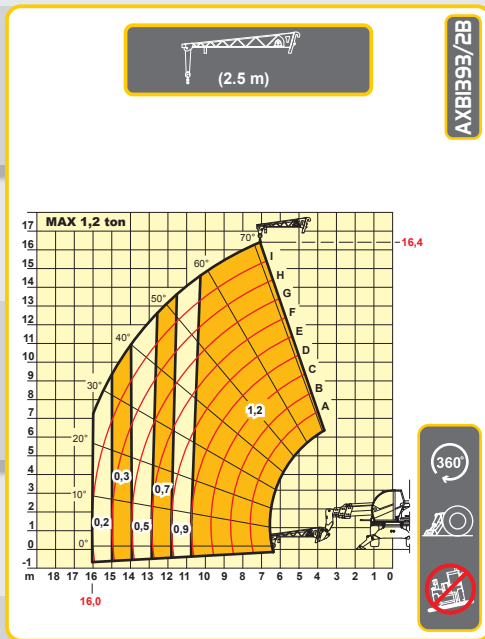 (2.5 m)
AXB1393/2B
MAX 1,2 ton
17
16
15
14
13
12
11
10
9
8
7
6
5
4
3
2
1
0
-1
70°
60°
50°
40°
30°
20°
10°
0°
I
H
G
F
E
D
C
B
A
16,4
1,2
0,3
0,7
0,2
0,5
0,9
m 18 17 16 15 14 13 12 11 10 9 8 7 6 5 4 3 2 1 0
16,0
360°